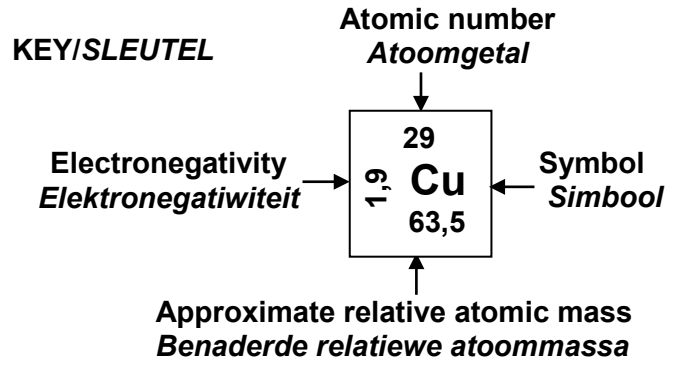 Atomic number
KEY/SLEUTEL
Atoomgetal
29
Electronegativity
Elektronegatiwiteit
1,9
Cu
Symbol
Simbool
63,5
Approximate relative atomic mass
Benaderde relatiewe atoommassa